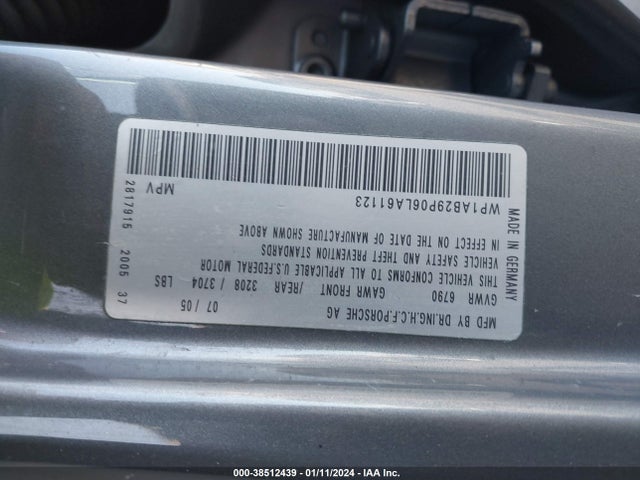 MFD BY DR.ING.H.C.F.PORSCHE AG 07 / 05
GVWR 6790 GAWR FRONT /REAR 3208 / 3704 LBS
THIS VEHICLE CONFORMS TO ALL APPLICABLE U.S.FEDERAL MOTOR
VEHICLE SAFETY AND THEFT PREVENTION STANDARDS
IN EFFECT ON THE DATE OF MANUFACTURE SHOWN ABOVE
MADE IN GERMANY
WP1AB29P06LA61123 MPV
2817915 2005 37
000-38512439 - 01/11/2024 - IAA Inc.